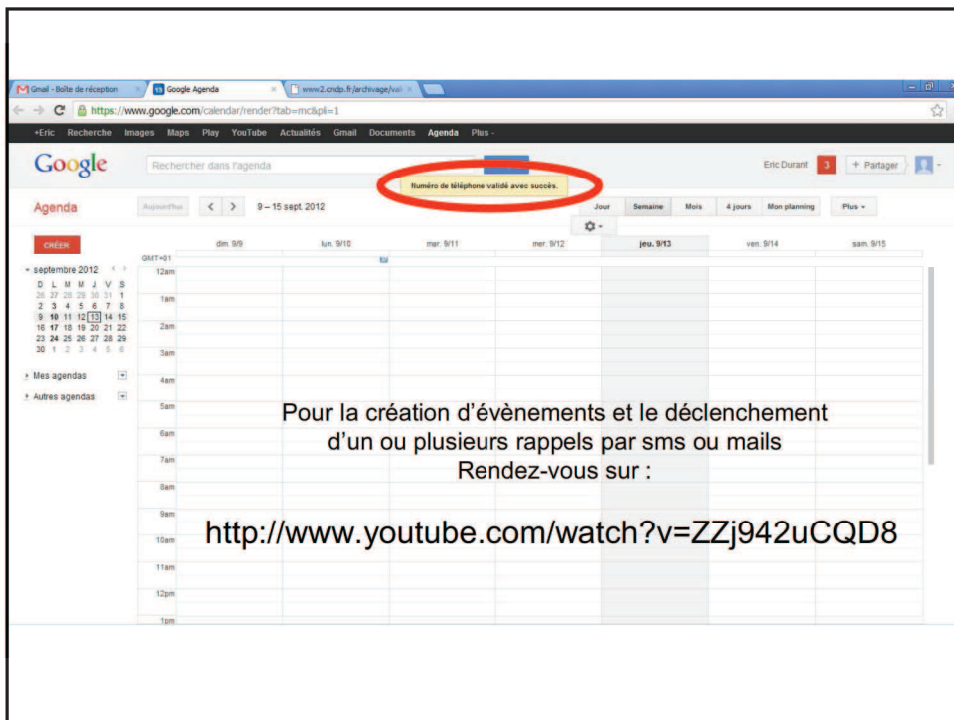 Gmail - Boîte de réception
Google Agenda
www2.cndp.fr/archivage/vali
https://www.google.com/calendar/render?tab=mc&pli=1
+Eric Recherche Images Maps Play YouTube Actualités Gmail Documents Agenda Plus
Google
Rechercher dans l'agenda
Numéro de téléphone validé avec succès.
Eric Durant 3 + Partager
Agenda
Aujourd'hui
9 – 15 sept. 2012
Jour Semaine Mois 4 jours Mon planning Plus
CRÉER
dim. 9/9 lun. 9/10 mar. 9/11 mer. 9/12 jeu. 9/13 ven. 9/14 sam. 9/15
GMT+01
septembre 2012
D L M M J V S
26 27 28 29 30 31 1
2 3 4 5 6 7 8
9 10 11 12 13 14 15
16 17 18 19 20 21 22
23 24 25 26 27 28 29
30 1 2 3 4 5 6
Mes agendas
Autres agendas
12am
1am
2am
3am
4am
5am
6am
7am
8am
9am
10am
11am
12pm
1pm
Pour la création d'évènements et le déclenchement
d'un ou plusieurs rappels par sms ou mails
Rendez-vous sur :
http://www.youtube.com/watch?v=ZZj942uCQD8